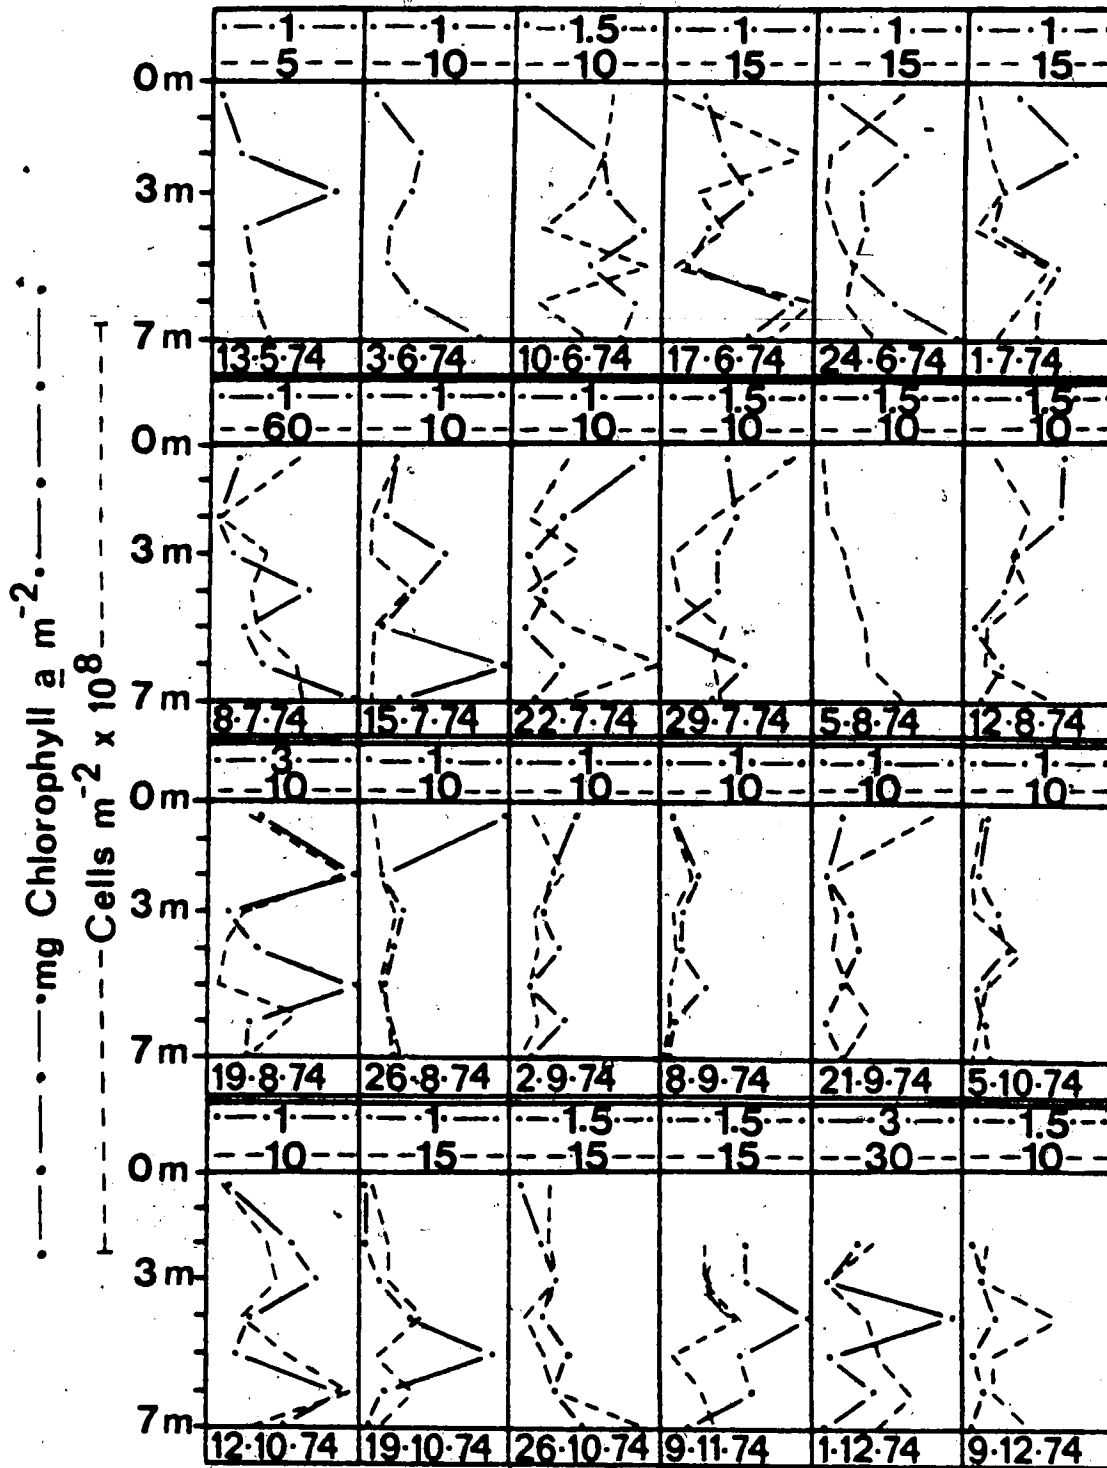 mg Chlorophyll a m⁻².
Cells m⁻² x 10⁸
1 1 1.5 1 1 1
5 10 10 15 15 15
0m
3m
7m
13·5·74 3·6·74 10·6·74 17·6·74 24·6·74 1·7·74
1 1 1 1.5 1.5 1.5
60 10 10 10 10 10
0m
3m
7m
8·7·74 15·7·74 22·7·74 29·7·74 5·8·74 12·8·74
3 1 1 1 1 1
10 10 10 10 10 10
0m
3m
7m
19·8·74 26·8·74 2·9·74 8·9·74 21·9·74 5·10·74
1 1 1.5 1.5 3 1.5
10 15 15 15 30 10
0m
3m
7m
12·10·74 19·10·74 26·10·74 9·11·74 1·12·74 9·12·74